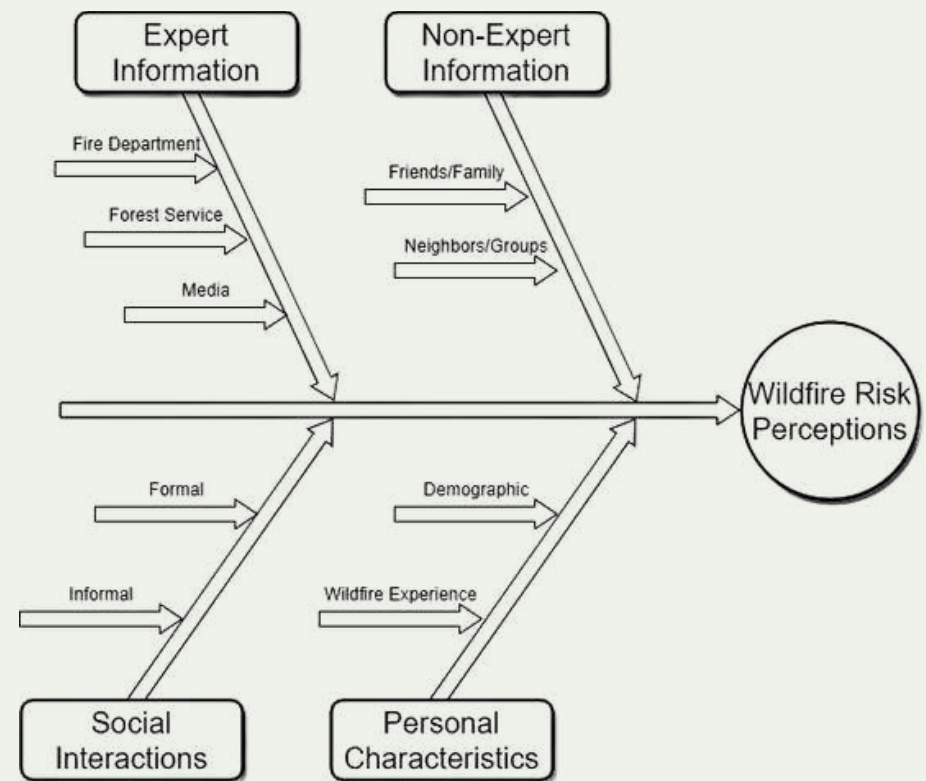 Expert
Information
Non-Expert
Information
Fire Department
Forest Service
Media
Friends/Family
Neighbors/Groups
Wildfire Risk
Perceptions
Formal
Informal
Demographic
Wildfire Experience
Social
Interactions
Personal
Characteristics